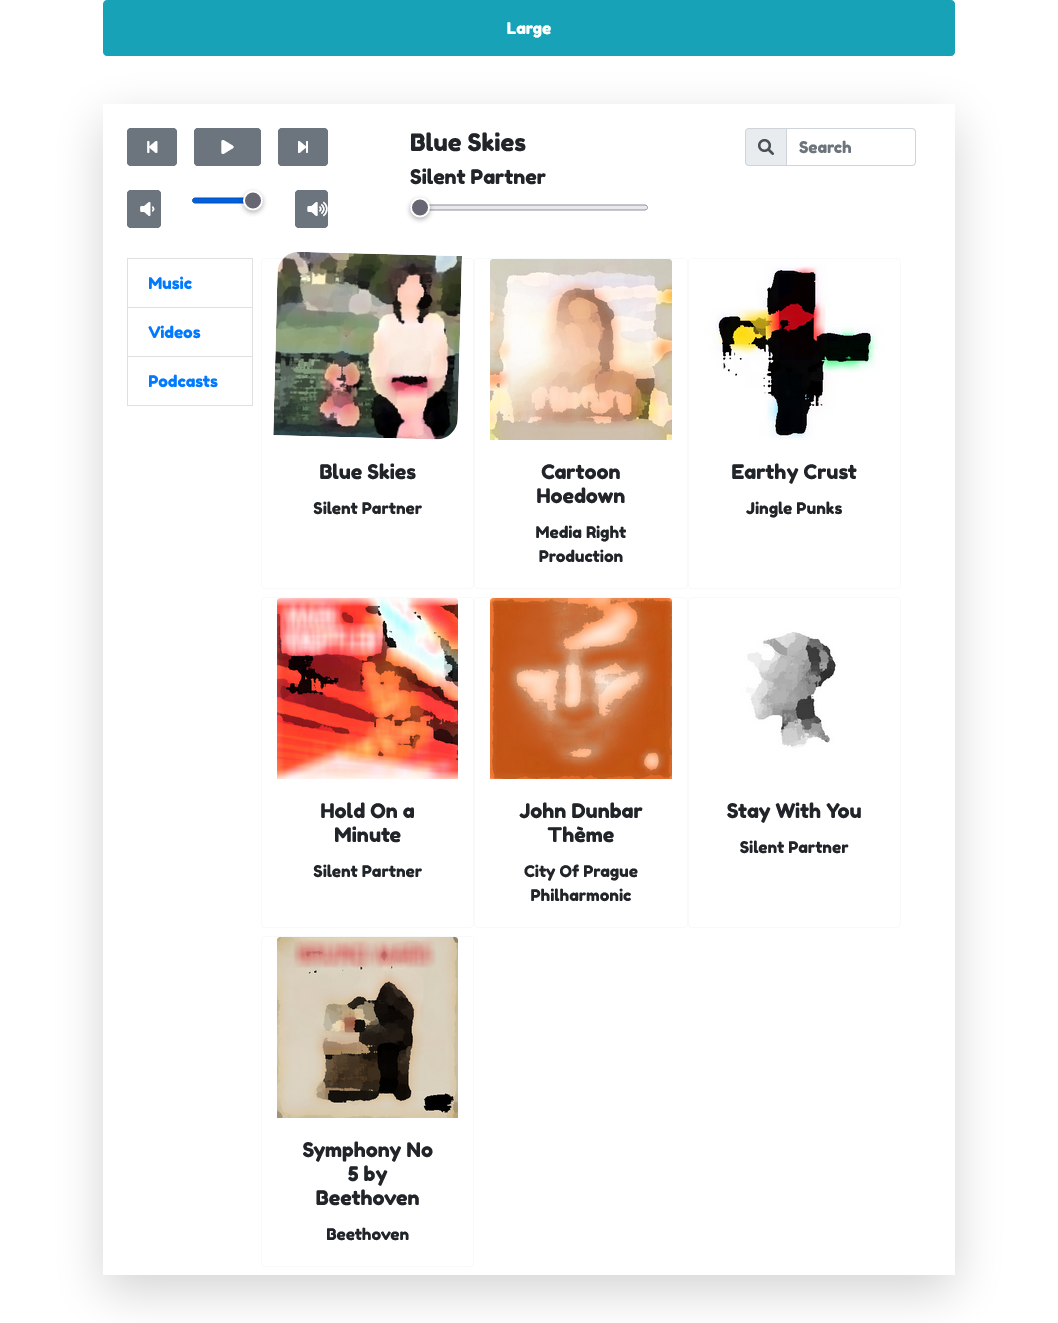 Large
Blue Skies
Silent Partner
Search
Music
Videos
Podcasts
Blue Skies
Silent Partner
Cartoon
Hoedown
Media Right
Production
Earthy Crust
Jingle Punks
Hold On a
Minute
Silent Partner
John Dunbar
Thème
City Of Prague
Philharmonic
Stay With You
Silent Partner
Symphony No
5 by
Beethoven
Beethoven